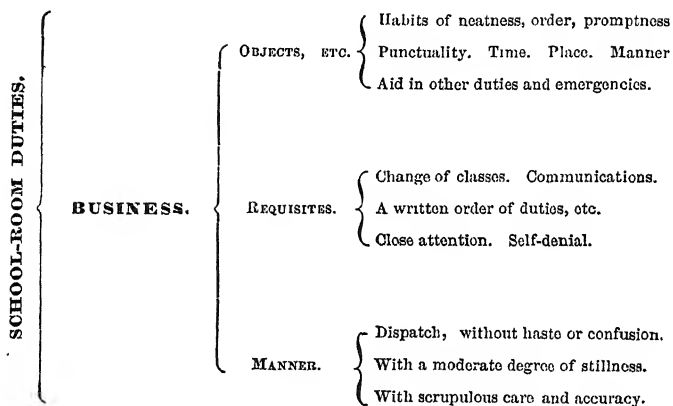 SCHOOL-ROOM DUTIES.
BUSINESS.
OBJECTS, ETC.
Habits of neatness, order, promptness
Punctuality. Time. Place. Manner
Aid in other duties and emergencies.
REQUISITES.
Change of classes. Communications.
A written order of duties, etc.
Close attention. Self-denial.
MANNER.
Dispatch, without haste or confusion.
With a moderate degree of stillness.
With scrupulous care and accuracy.